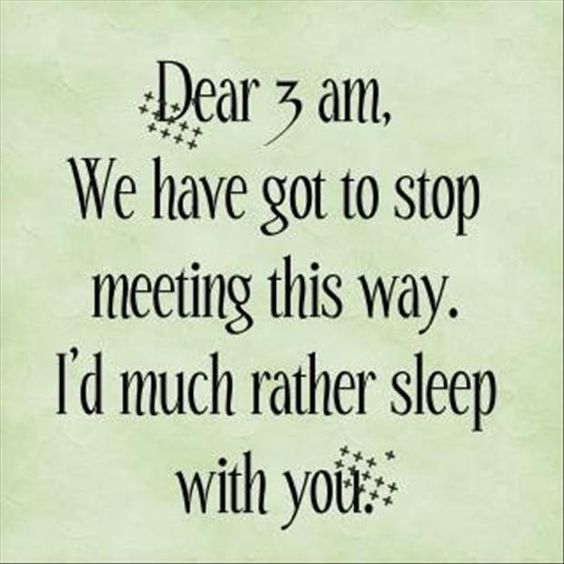 Dear 3 am,
We have got to stop
meeting this way.
I'd much rather sleep
with you.